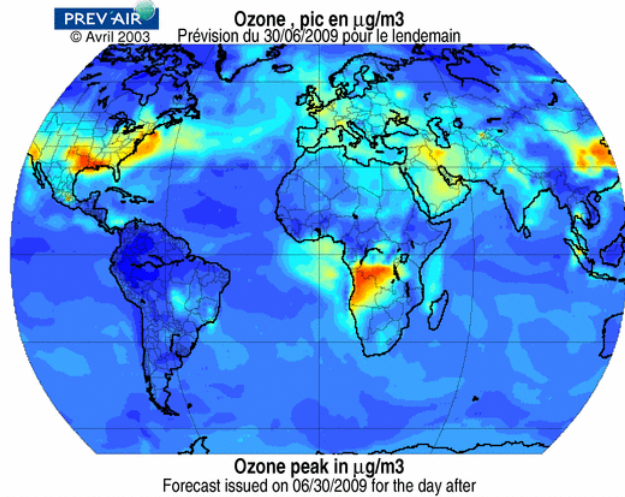 PREV'AIR
© Avril 2003
Ozone , pic en µg/m3
Prévision du 30/06/2009 pour le lendemain
Ozone peak in µg/m3
Forecast issued on 06/30/2009 for the day after